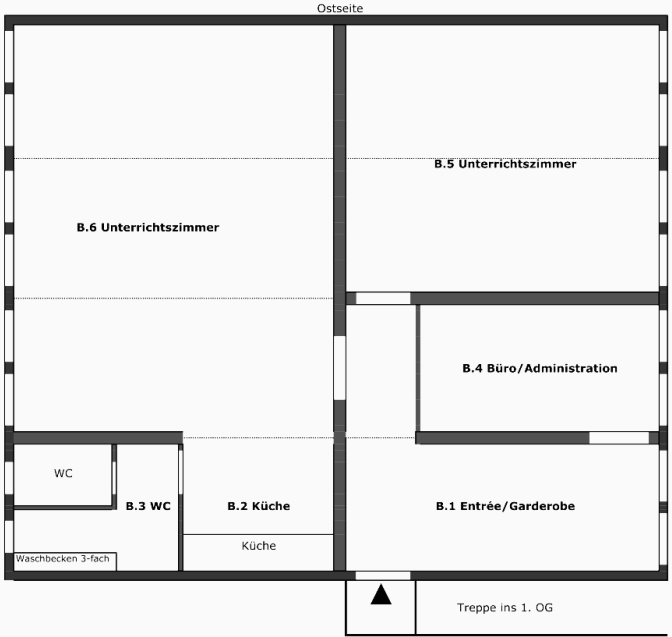 Ostseite
B.5 Unterrichtszimmer
B.6 Unterrichtszimmer
B.4 Büro/Administration
WC
B.3 WC
B.2 Küche
B.1 Entrée/Garderobe
Küche
Waschbecken 3-fach
Treppe ins 1. OG